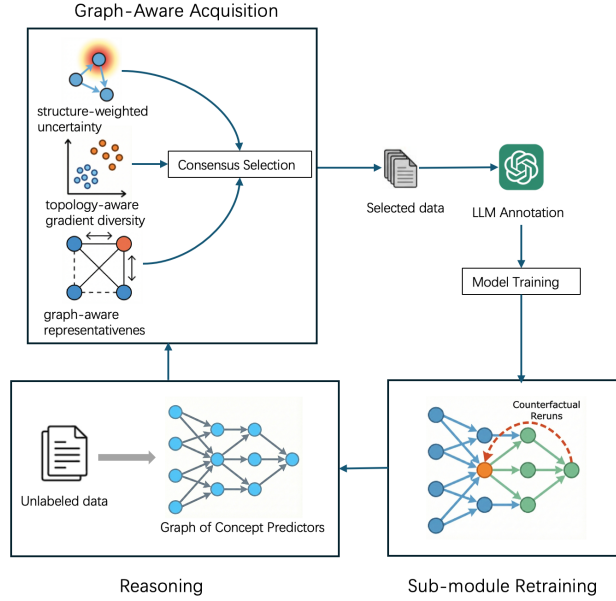 Graph-Aware Acquisition
structure-weighted
uncertainty
Consensus Selection
topology-aware
gradient diversity
graph-aware
representativenes
Selected data
LLM Annotation
Model Training
Counterfactual
Reruns
Unlabeled data
Graph of Concept Predictors
Reasoning
Sub-module Retraining